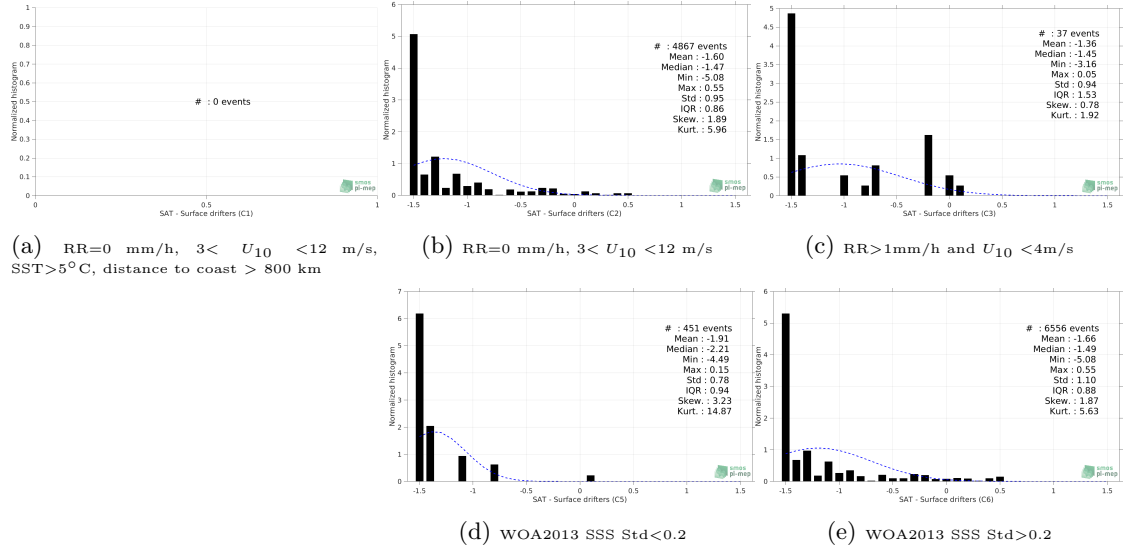 Normalized histogram
1
0.9
0.8
0.7
0.6
0.5
0.4
0.3
0.2
0.1
0
# : 0 events
smos
pi-mep
0 0.5 1
SAT - Surface drifters (C1)
(a) RR=0 mm/h, 3< U10 <12 m/s,
SST>5°C, distance to coast > 800 km
Normalized histogram
6
5
4
3
2
1
0
# : 4867 events
Mean : -1.60
Median : -1.47
Min : -5.08
Max : 0.55
Std : 0.95
IQR : 0.86
Skew. : 1.89
Kurt. : 5.96
smos
pi-mep
-1.5 -1 -0.5 0 0.5 1 1.5
SAT - Surface drifters (C2)
(b) RR=0 mm/h, 3< U10 <12 m/s
Normalized histogram
5
4.5
4
3.5
3
2.5
2
1.5
1
0.5
0
# : 37 events
Mean : -1.36
Median : -1.45
Min : -3.16
Max : 0.05
Std : 0.94
IQR : 1.53
Skew. : 0.78
Kurt. : 1.92
smos
pi-mep
-1.5 -1 -0.5 0 0.5 1 1.5
SAT - Surface drifters (C3)
(c) RR>1mm/h and U10 <4m/s
Normalized histogram
7
6
5
4
3
2
1
0
# : 451 events
Mean : -1.91
Median : -2.21
Min : -4.49
Max : 0.15
Std : 0.78
IQR : 0.94
Skew. : 3.23
Kurt. : 14.87
smos
pi-mep
-1.5 -1 -0.5 0 0.5 1 1.5
SAT - Surface drifters (C5)
(d) WOA2013 SSS Std<0.2
Normalized histogram
6
5
4
3
2
1
0
# : 6556 events
Mean : -1.66
Median : -1.49
Min : -5.08
Max : 0.55
Std : 1.10
IQR : 0.88
Skew. : 1.87
Kurt. : 5.63
smos
pi-mep
-1.5 -1 -0.5 0 0.5 1 1.5
SAT - Surface drifters (C6)
(e) WOA2013 SSS Std>0.2